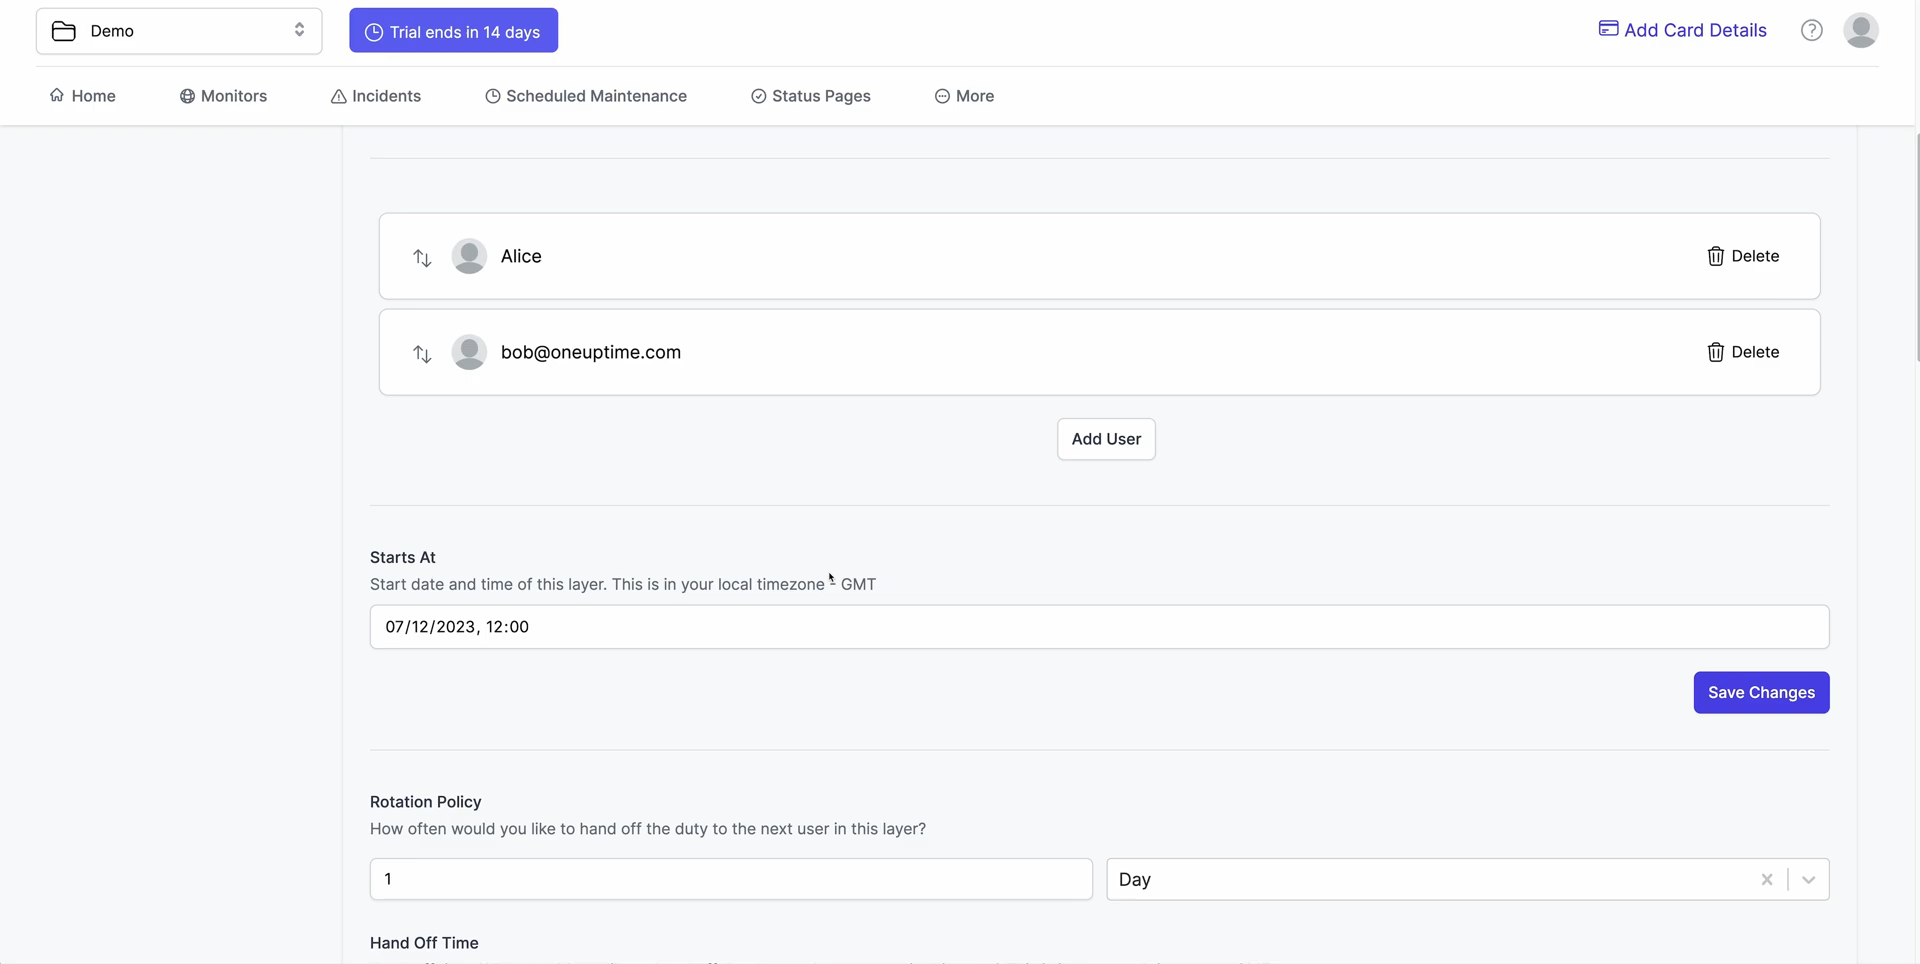 Demo
Trial ends in 14 days
Add Card Details
Home
Monitors
Incidents
Scheduled Maintenance
Status Pages
More
Alice
Delete
bob@oneuptime.com
Delete
Add User
Starts At
Start date and time of this layer. This is in your local timezone - GMT
07/12/2023, 12:00
Save Changes
Rotation Policy
How often would you like to hand off the duty to the next user in this layer?
1
Day
Hand Off Time